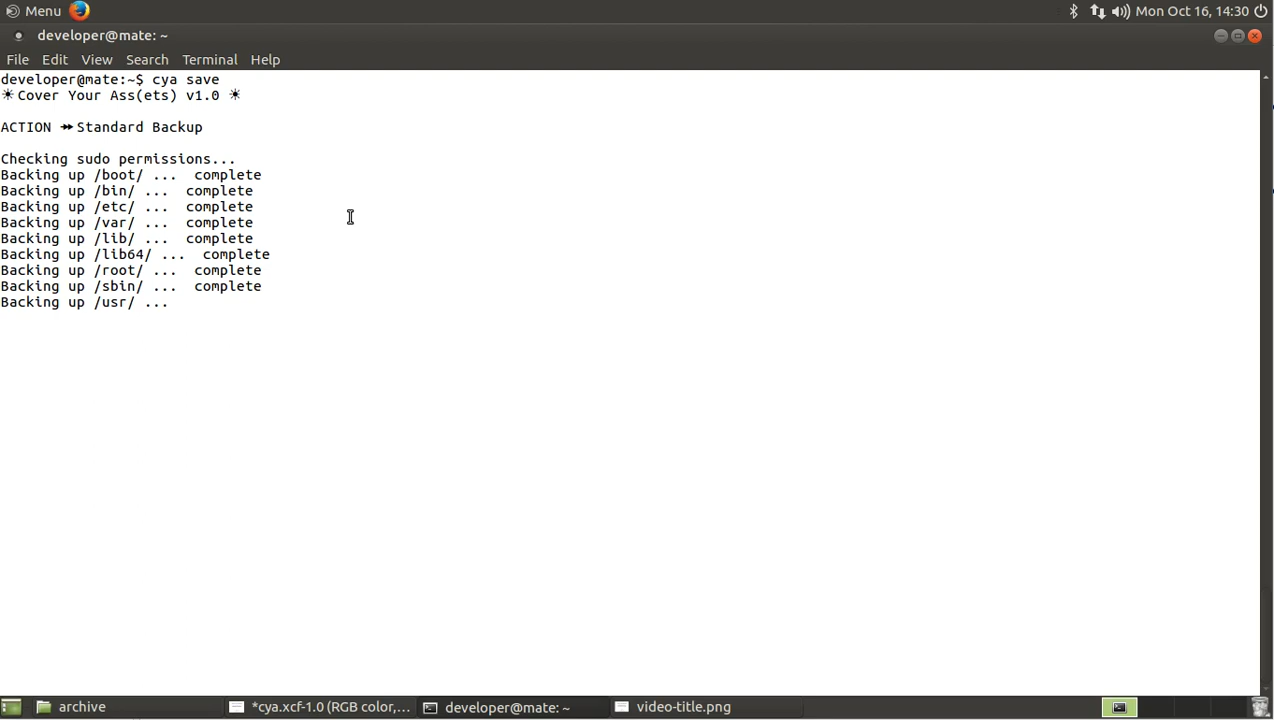 Menu Mon Oct 16, 14:30
developer@mate: ~
File Edit View Search Terminal Help
developer@mate:~$ cya save
☀ Cover Your Ass(ets) v1.0 ☀
ACTION ➻ Standard Backup
Checking sudo permissions...
Backing up /boot/ ...  complete
Backing up /bin/ ...  complete
Backing up /etc/ ...  complete
Backing up /var/ ...  complete
Backing up /lib/ ...  complete
Backing up /lib64/ ...  complete
Backing up /root/ ...  complete
Backing up /sbin/ ...  complete
Backing up /usr/ ...
archive *cya.xcf-1.0 (RGB color,... developer@mate: ~ video-title.png